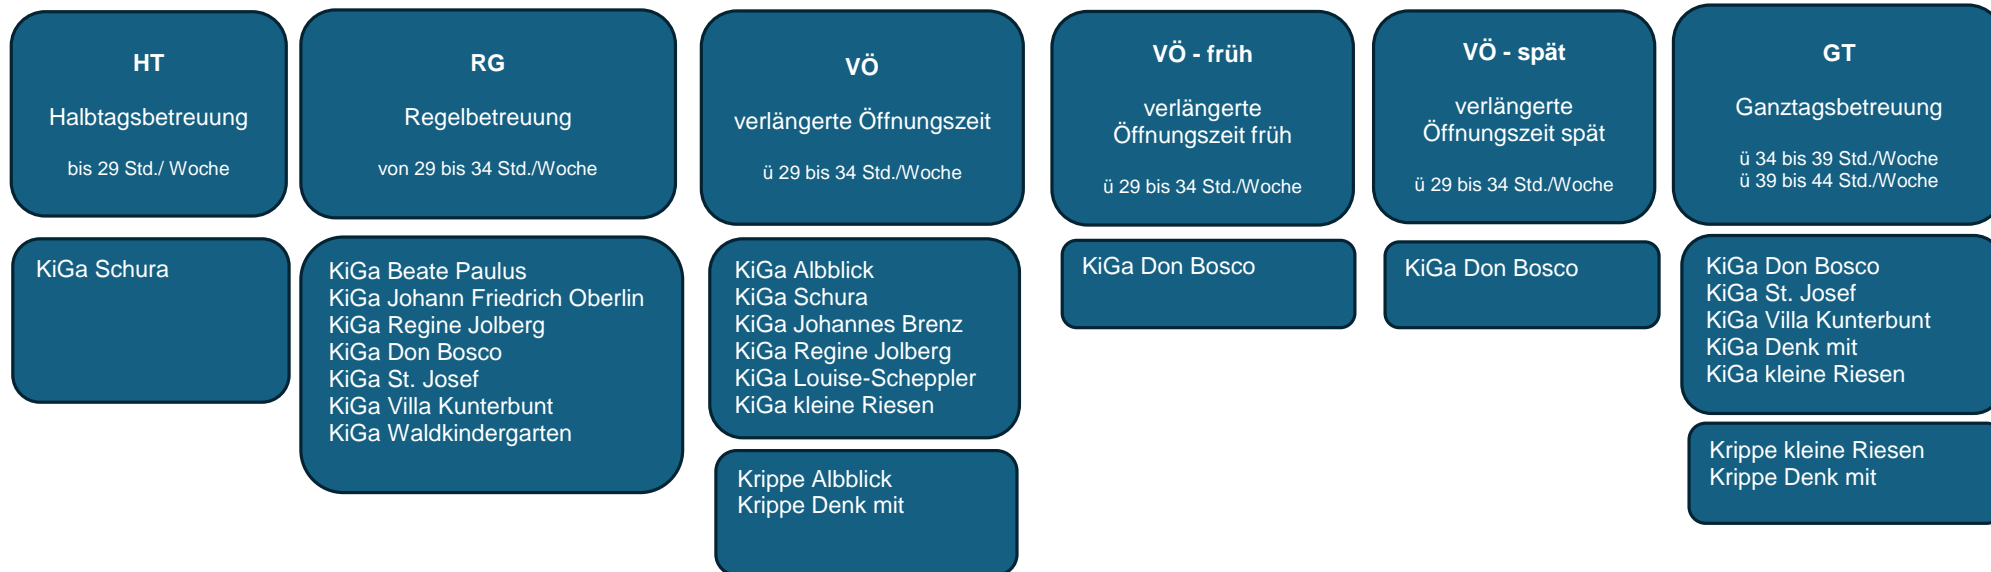 HT
Halbtagsbetreuung
bis 29 Std./ Woche
KiGa Schura
RG
Regelbetreuung
von 29 bis 34 Std./Woche
KiGa Beate Paulus
KiGa Johann Friedrich Oberlin
KiGa Regine Jolberg
KiGa Don Bosco
KiGa St. Josef
KiGa Villa Kunterbunt
KiGa Waldkindergarten
VÖ
verlängerte Öffnungszeit
ü 29 bis 34 Std./Woche
KiGa Albblick
KiGa Schura
KiGa Johannes Brenz
KiGa Regine Jolberg
KiGa Louise-Scheppler
KiGa kleine Riesen
Krippe Albblick
Krippe Denk mit
VÖ - früh
verlängerte
Öffnungszeit früh
ü 29 bis 34 Std./Woche
KiGa Don Bosco
VÖ - spät
verlängerte
Öffnungszeit spät
ü 29 bis 34 Std./Woche
KiGa Don Bosco
GT
Ganztagsbetreuung
ü 34 bis 39 Std./Woche
ü 39 bis 44 Std./Woche
KiGa Don Bosco
KiGa St. Josef
KiGa Villa Kunterbunt
KiGa Denk mit
KiGa kleine Riesen
Krippe kleine Riesen
Krippe Denk mit